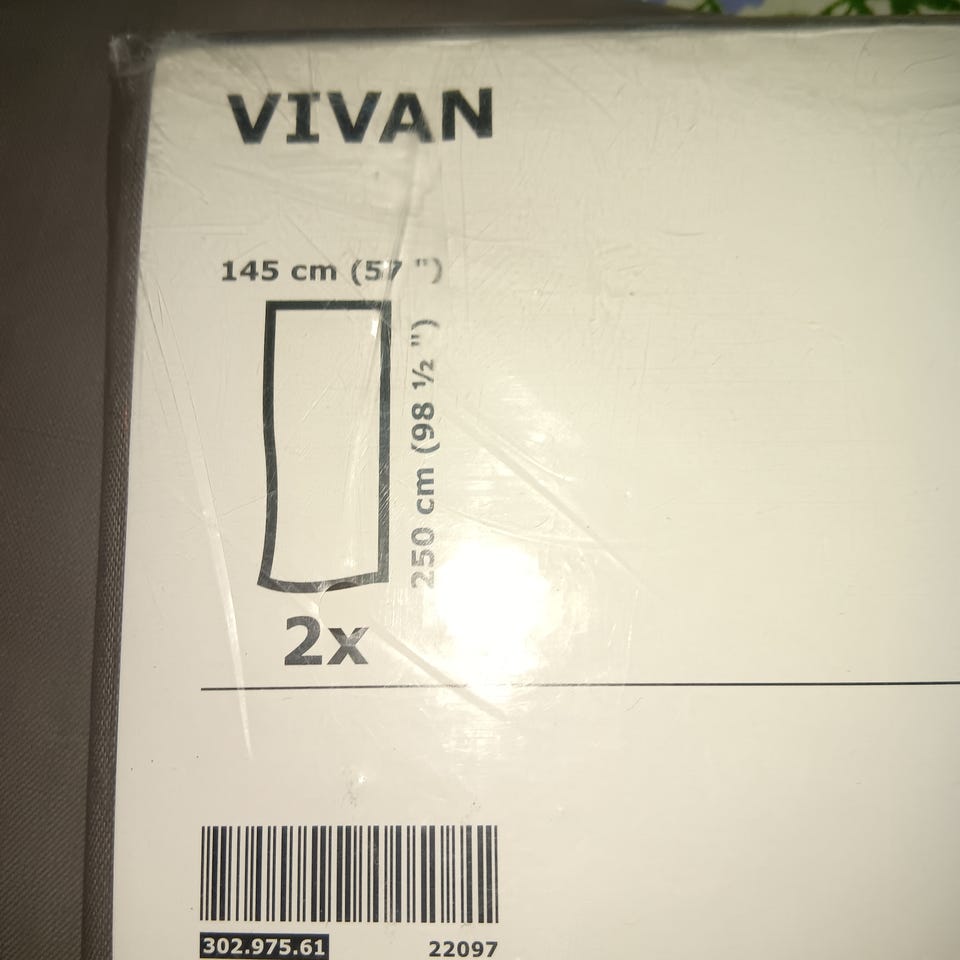 VIVAN
145 cm (57 ")
250 cm (98 ½ ")
2x
302.975.61 22097